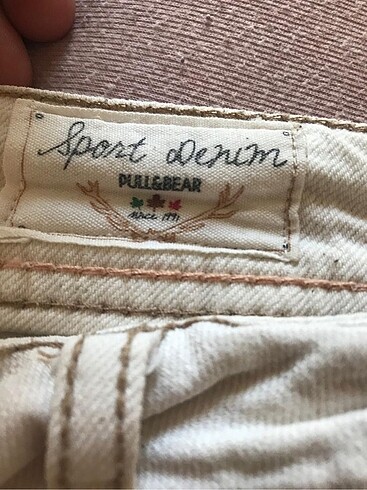 Sport Denim
PULL&BEAR
SINCE 1991